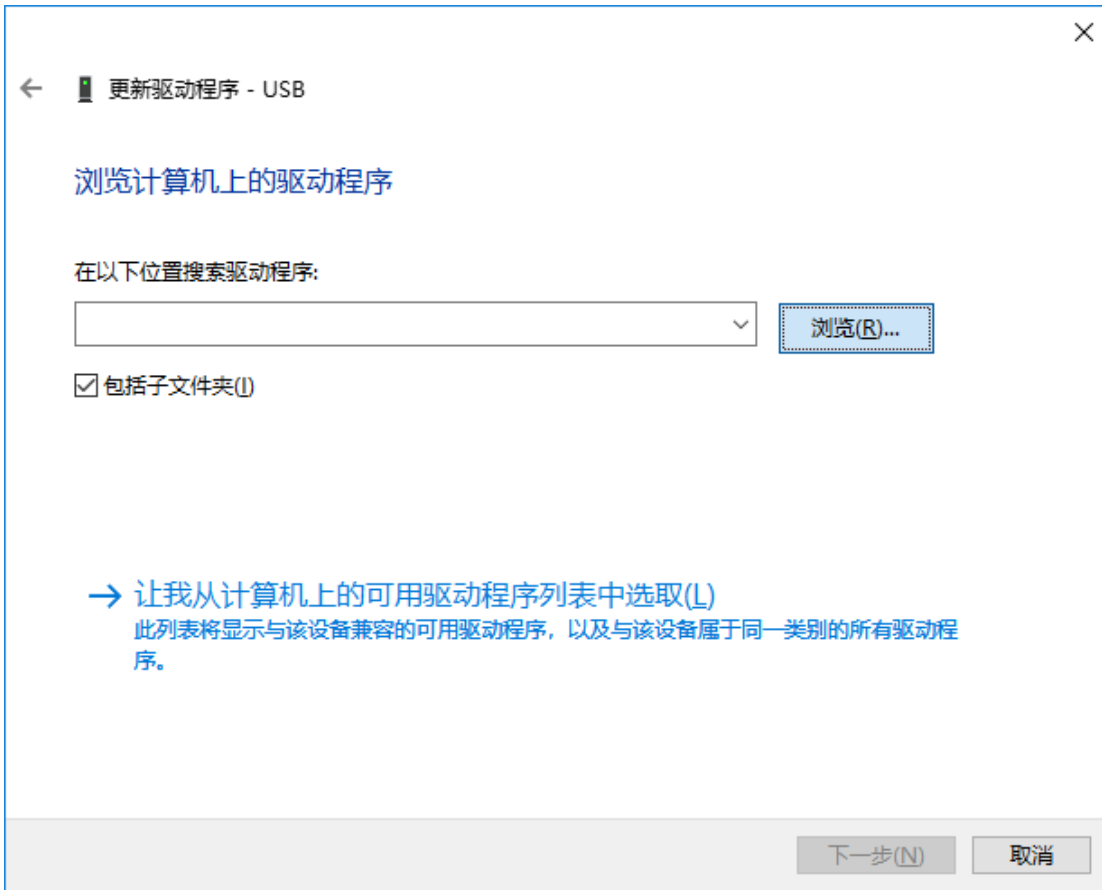 更新驱动程序 - USB
浏览计算机上的驱动程序
在以下位置搜索驱动程序:
浏览(R)...
包括子文件夹(I)
让我从计算机上的可用驱动程序列表中选取(L)
此列表将显示与该设备兼容的可用驱动程序，以及与该设备属于同一类别的所有驱动程
序。
下一步(N)
取消